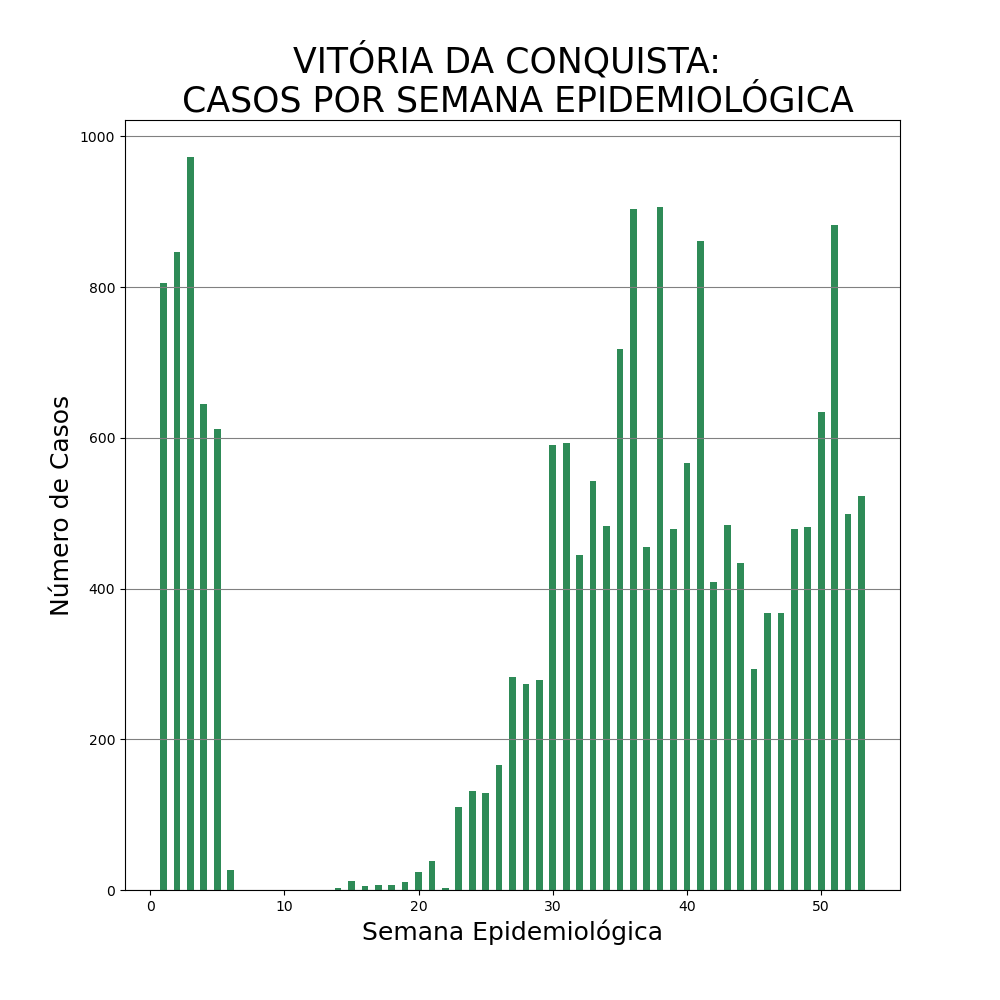 VITÓRIA DA CONQUISTA:
CASOS POR SEMANA EPIDEMIOLÓGICA
1000
800
600
400
200
0
Número de Casos
0 10 20 30 40 50
Semana Epidemiológica